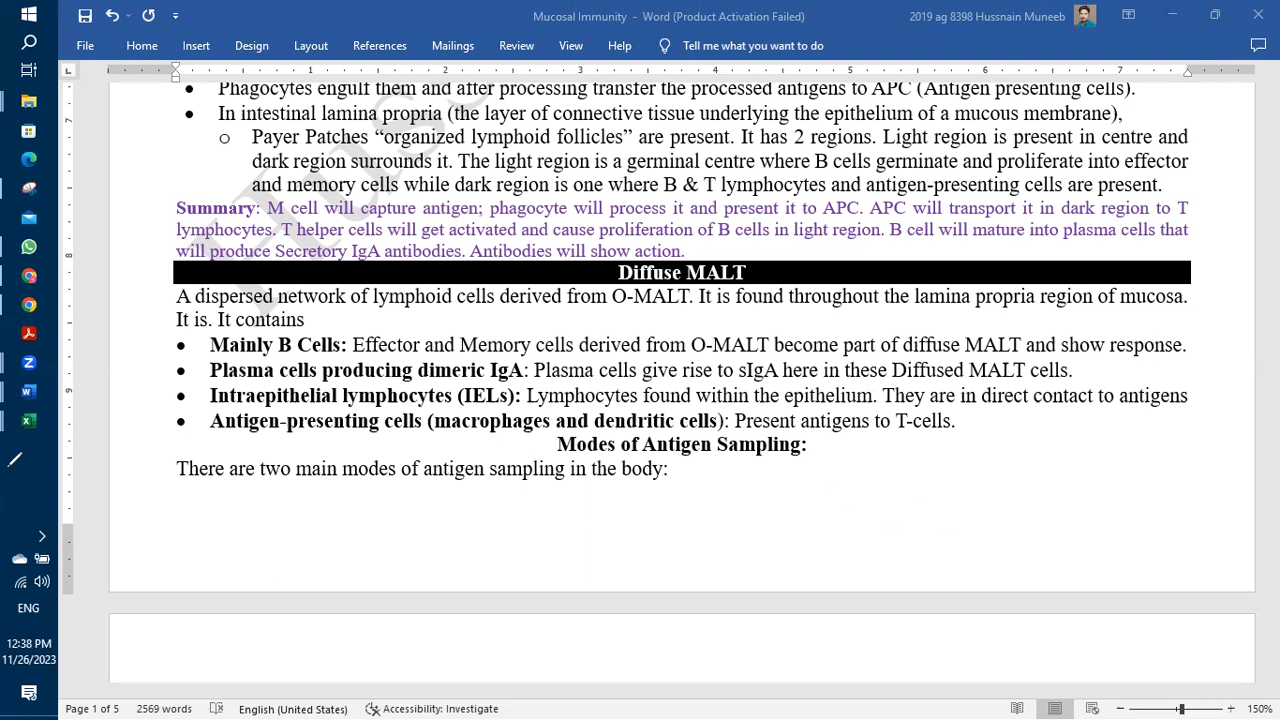 Mucosal Immunity - Word (Product Activation Failed)
2019 ag 8398 Hussnain Muneeb
File Home Insert Design Layout References Mailings Review View Help Tell me what you want to do
1 2 3 4 5 6 7
Phagocytes engulf them and after processing transfer the processed antigens to APC (Antigen presenting cells).
• In intestinal lamina propria (the layer of connective tissue underlying the epithelium of a mucous membrane),
o Payer Patches “organized lymphoid follicles” are present. It has 2 regions. Light region is present in centre and
dark region surrounds it. The light region is a germinal centre where B cells germinate and proliferate into effector
and memory cells while dark region is one where B & T lymphocytes and antigen-presenting cells are present.
Summary: M cell will capture antigen; phagocyte will process it and present it to APC. APC will transport it in dark region to T
lymphocytes. T helper cells will get activated and cause proliferation of B cells in light region. B cell will mature into plasma cells that
will produce Secretory IgA antibodies. Antibodies will show action.
Diffuse MALT
A dispersed network of lymphoid cells derived from O-MALT. It is found throughout the lamina propria region of mucosa.
It is. It contains
• Mainly B Cells: Effector and Memory cells derived from O-MALT become part of diffuse MALT and show response.
• Plasma cells producing dimeric IgA: Plasma cells give rise to sIgA here in these Diffused MALT cells.
• Intraepithelial lymphocytes (IELs): Lymphocytes found within the epithelium. They are in direct contact to antigens
• Antigen-presenting cells (macrophages and dendritic cells): Present antigens to T-cells.
Modes of Antigen Sampling:
There are two main modes of antigen sampling in the body:
7
8
9
ENG
12:38 PM
11/26/2023
Page 1 of 5 2569 words English (United States) Accessibility: Investigate 150%